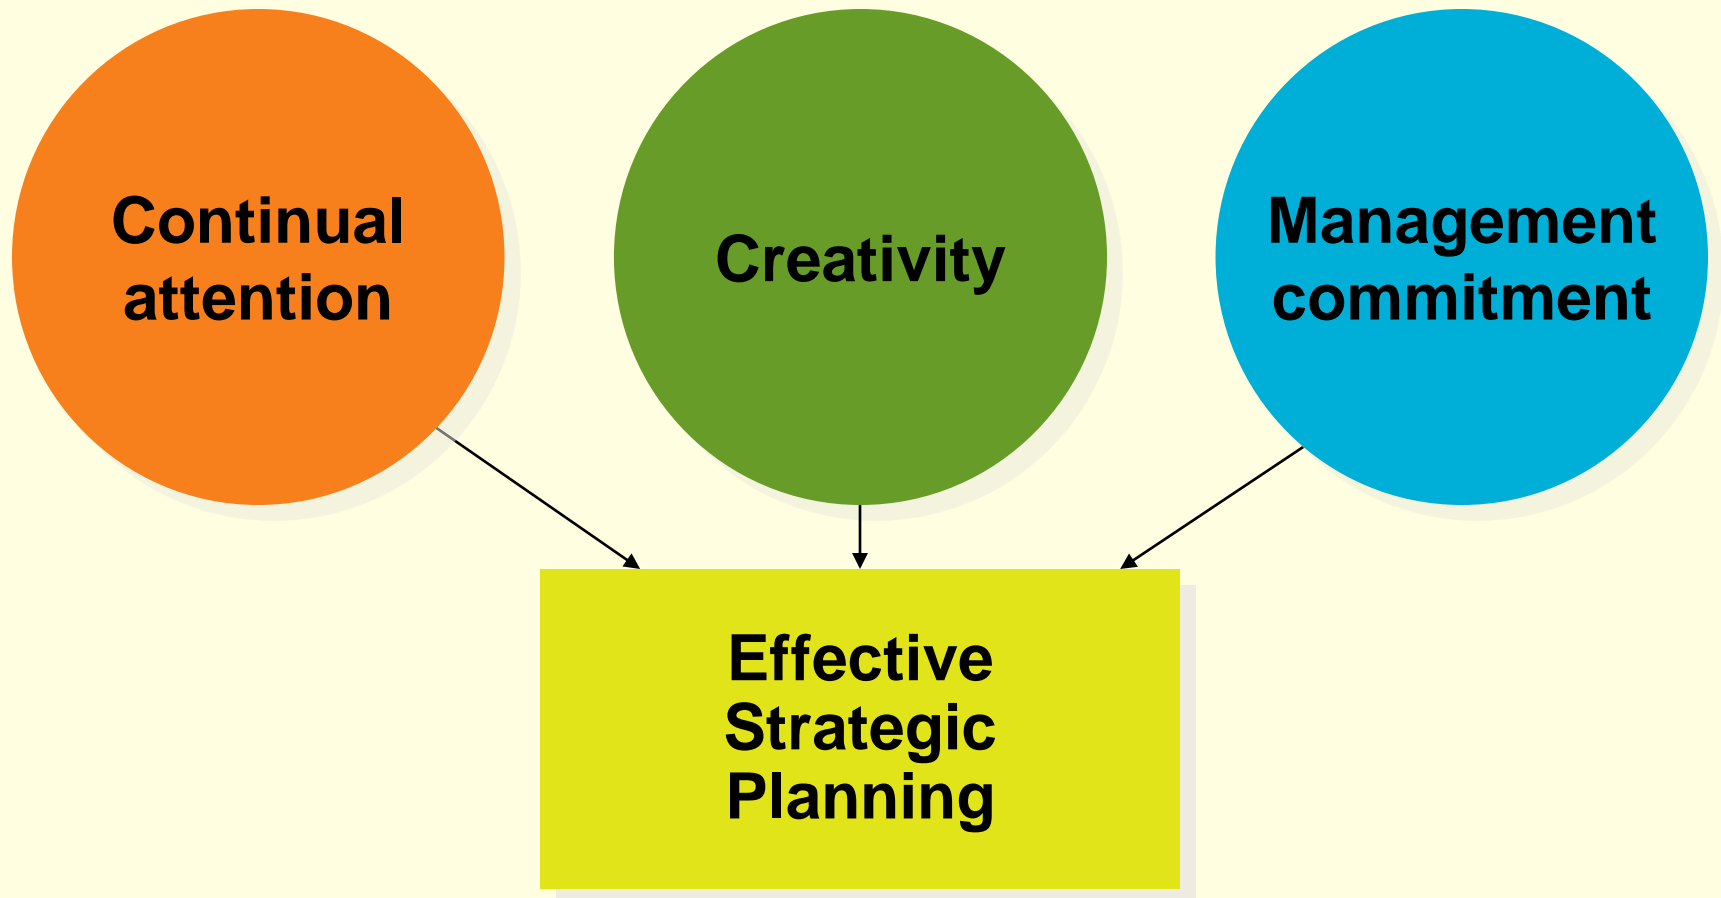 Continual
attention
Creativity
Management
commitment
Effective
Strategic
Planning